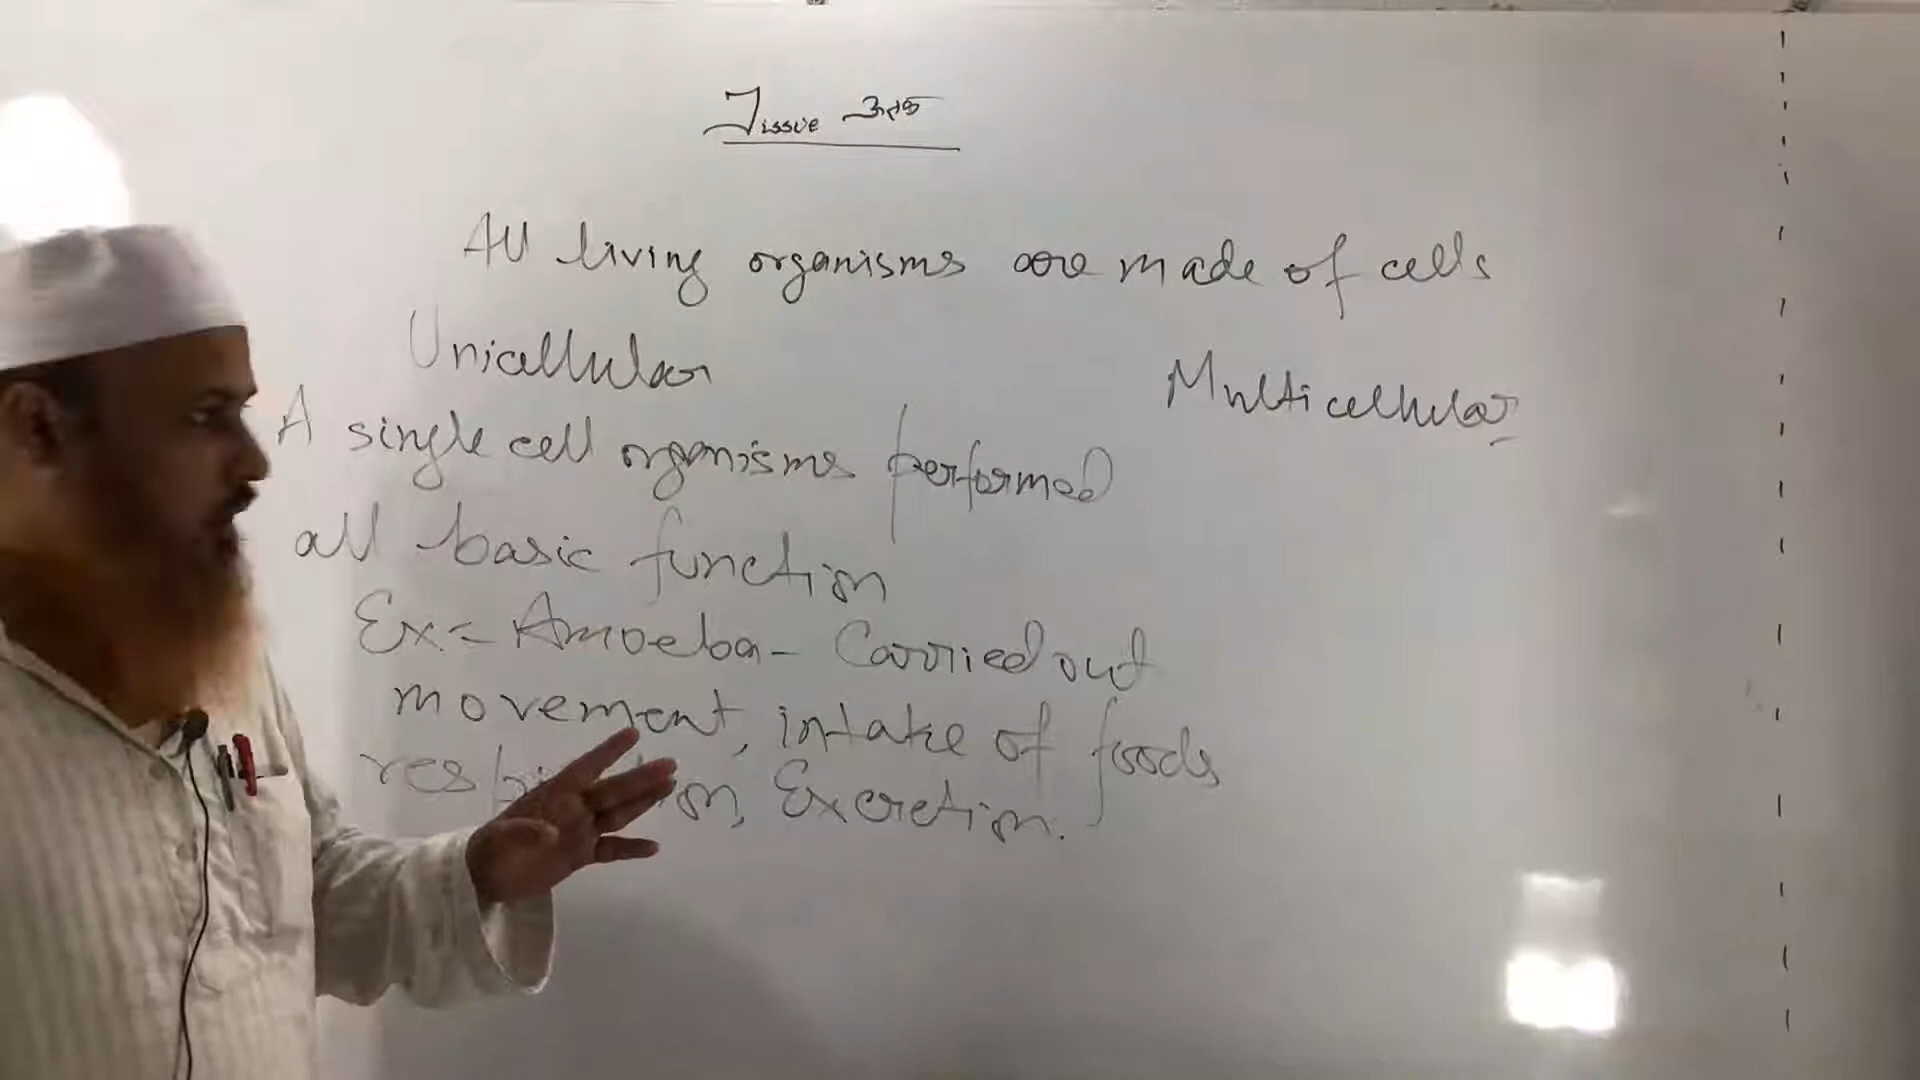 Tissue ऊतक
All living organisms are made of cells
Unicellular
Multicellular
A single cell organisms performed
all basic function
Ex = Amoeba - Carried out
movement, intake of foods
Excretion.